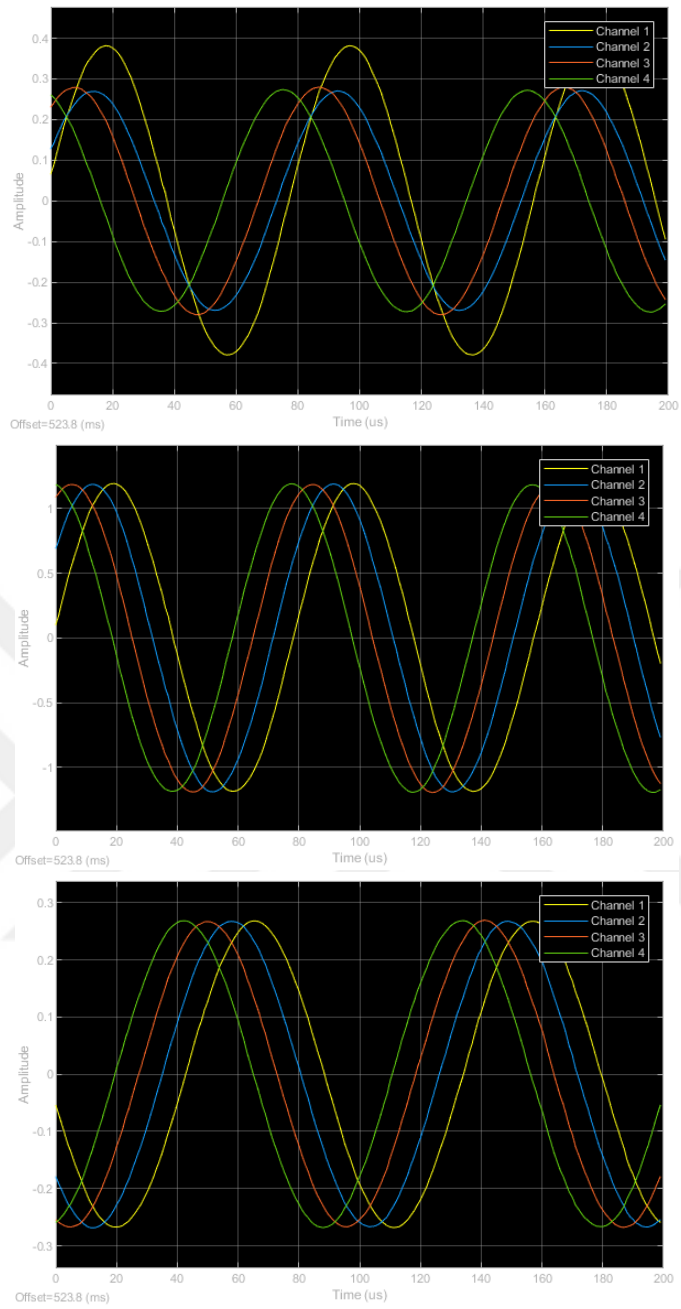 0.4
0.3
0.2
0.1
0
-0.1
-0.2
-0.3
-0.4
Amplitude
Channel 1
Channel 2
Channel 3
Channel 4
0 20 40 60 80 100 120 140 160 180 200
Offset=523.8 (ms)
Time (us)
1
0.5
0
-0.5
-1
Amplitude
Channel 1
Channel 2
Channel 3
Channel 4
0 20 40 60 80 100 120 140 160 180 200
Offset=523.8 (ms)
Time (us)
0.3
0.2
0.1
0
-0.1
-0.2
-0.3
Amplitude
Channel 1
Channel 2
Channel 3
Channel 4
0 20 40 60 80 100 120 140 160 180 200
Offset=523.8 (ms)
Time (us)